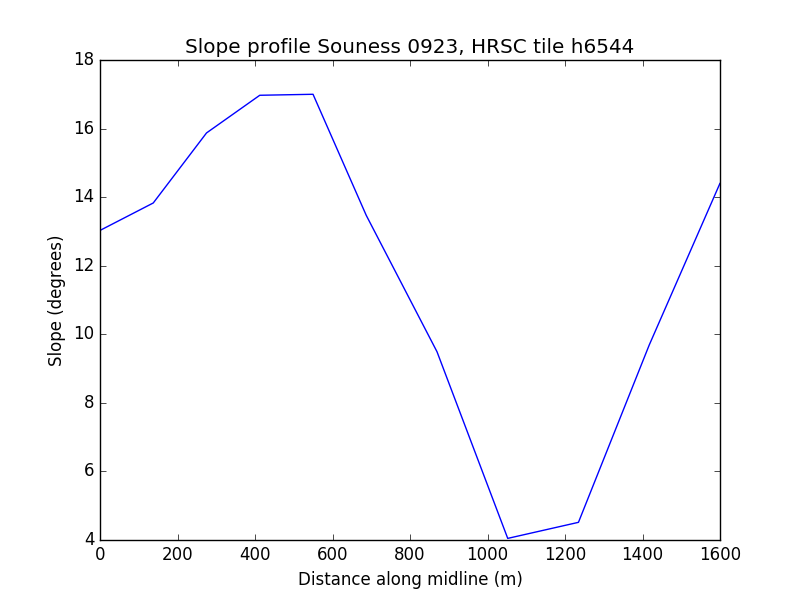 Slope profile Souness 0923, HRSC tile h6544
18
16
14
12
10
8
6
4
Slope (degrees)
0 200 400 600 800 1000 1200 1400 1600
Distance along midline (m)